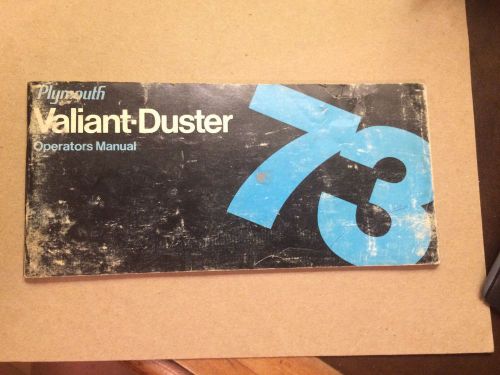 Plymouth
Valiant-Duster
Operators Manual
73